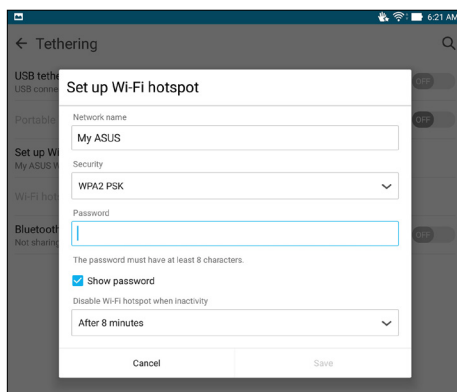 6:21 AM
Tethering
USB tethe
USB conne
OFF
Portable
OFF
Set up Wi
My ASUS W
Wi-Fi hot
Bluetooth
Not sharing
OFF
Set up Wi-Fi hotspot
Network name
My ASUS
Security
WPA2 PSK
Password
The password must have at least 8 characters.
Show password
Disable Wi-Fi hotspot when inactivity
After 8 minutes
Cancel
Save